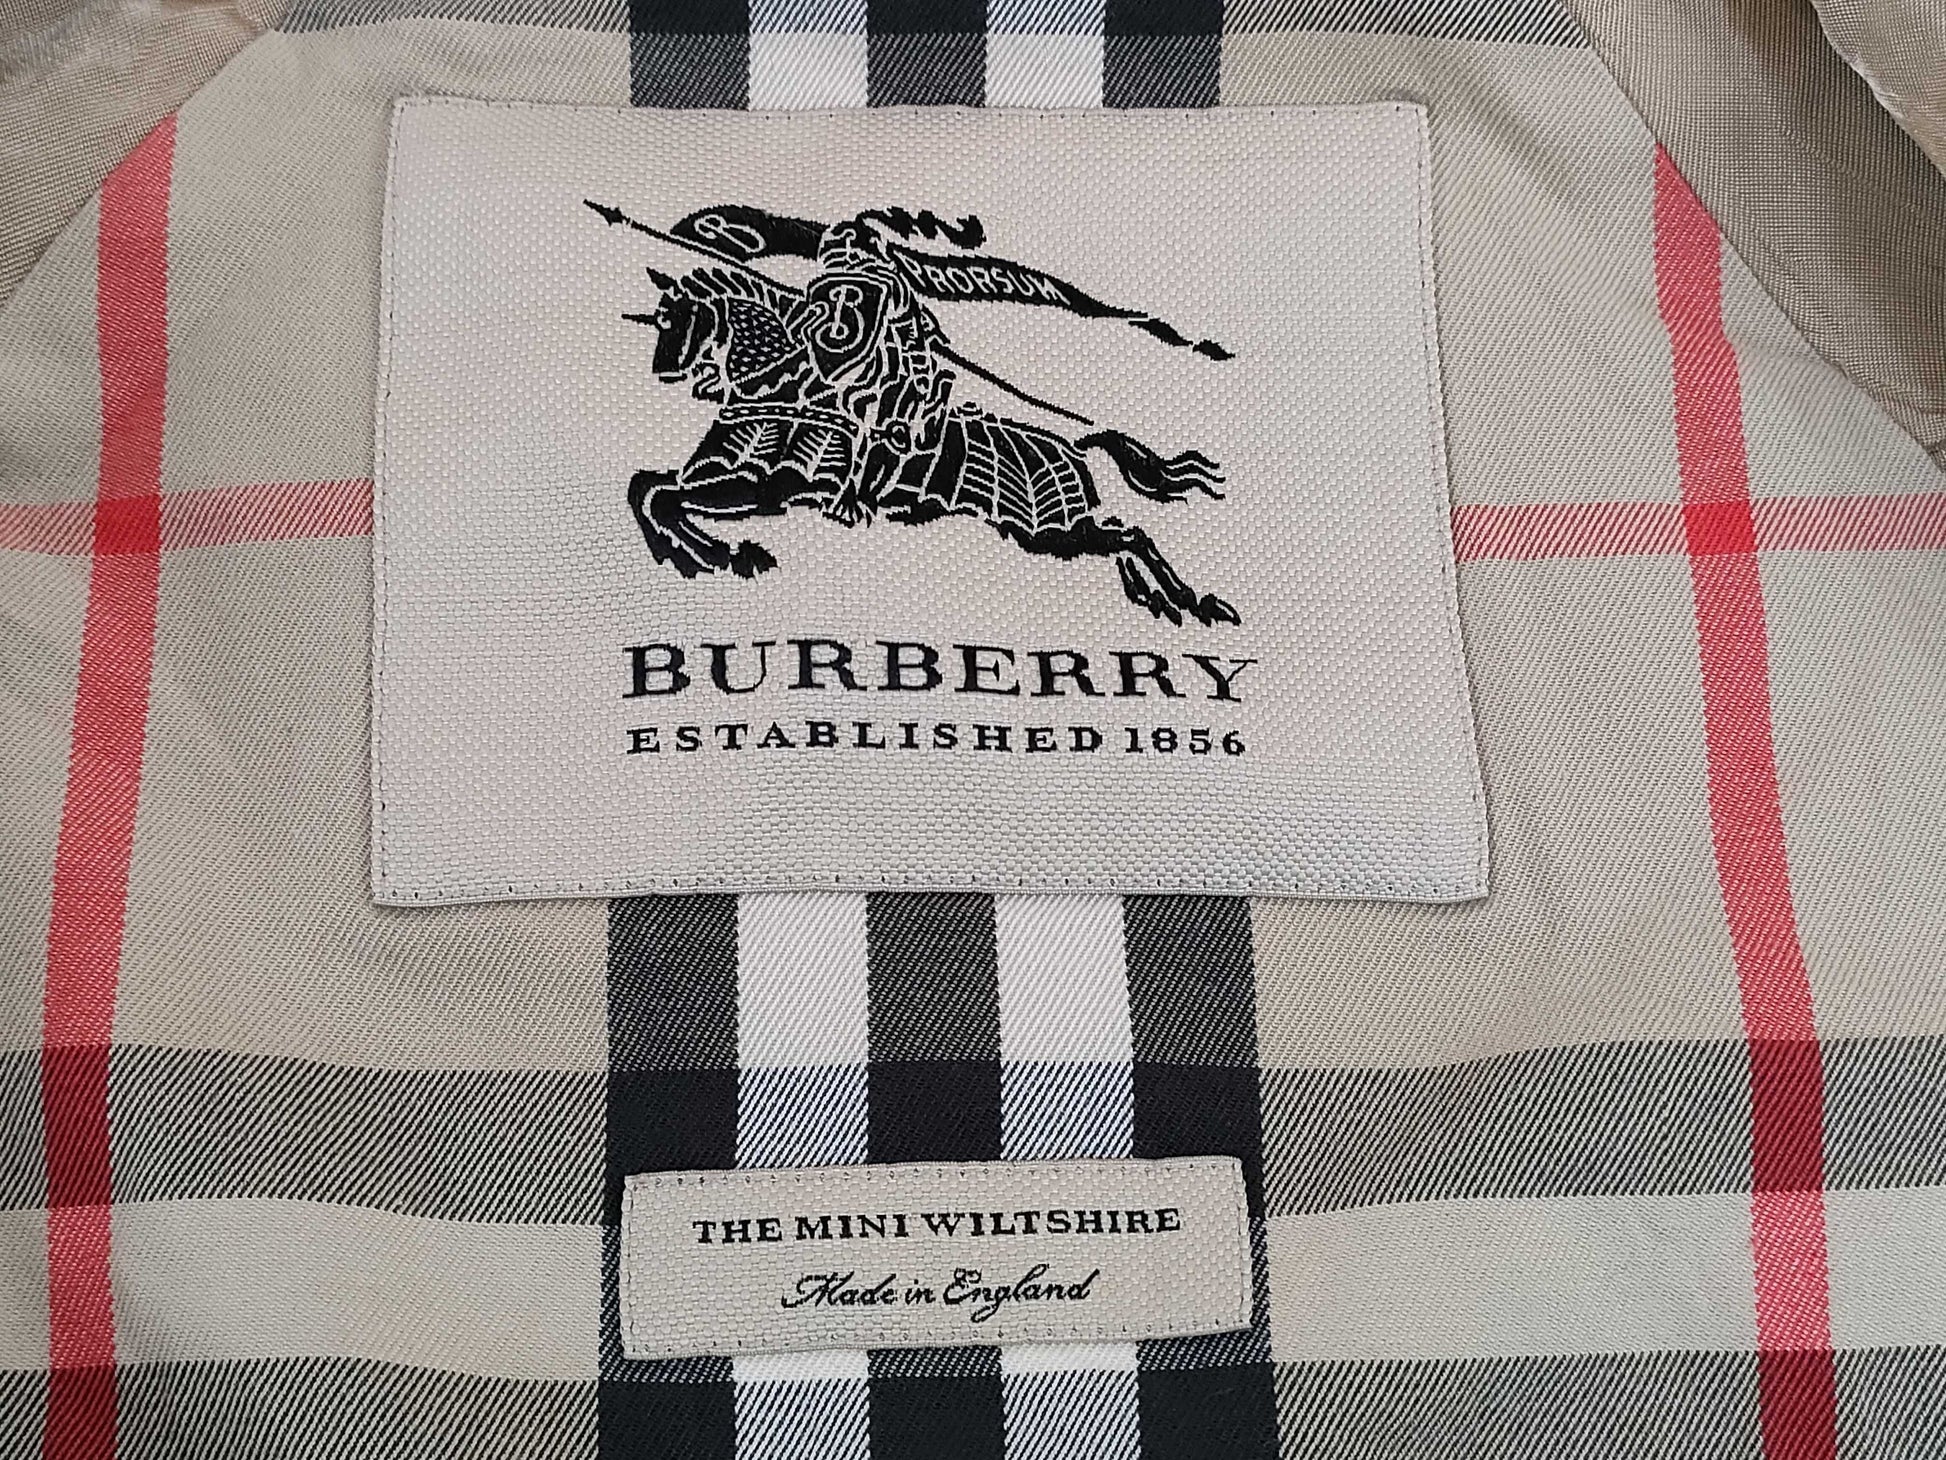 B
PRORSUM
B
BURBERRY
ESTABLISHED 1856
THE MINI WILTSHIRE
Made in England